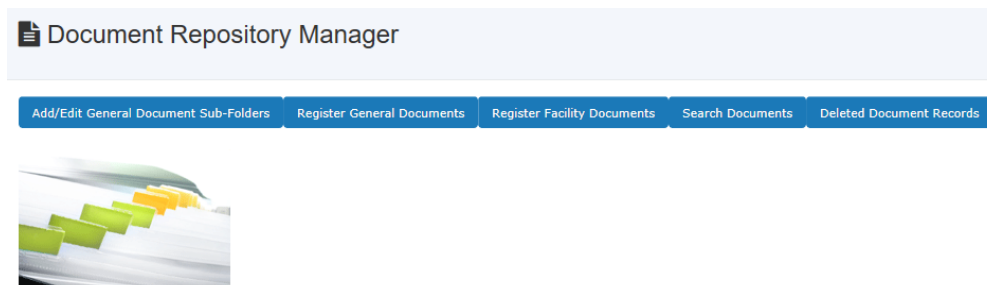 Document Repository Manager
Add/Edit General Document Sub-Folders Register General Documents Register Facility Documents Search Documents Deleted Document Records